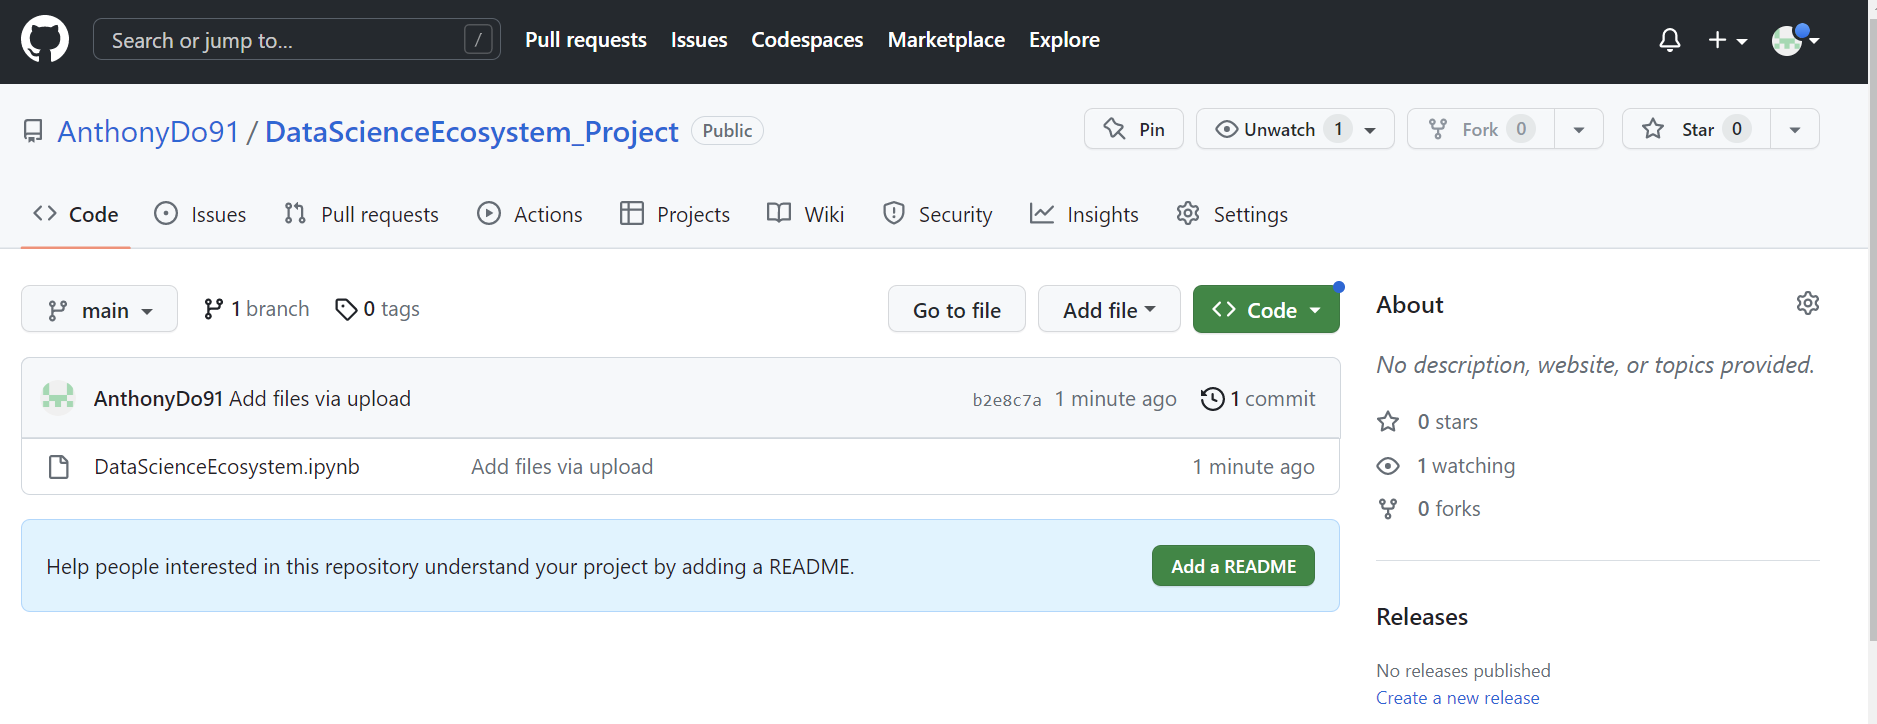 Search or jump to... /
Pull requests Issues Codespaces Marketplace Explore
AnthonyDo91 / DataScienceEcosystem_Project Public
Pin Unwatch 1 Fork 0 Star 0
Code Issues Pull requests Actions Projects Wiki Security Insights Settings
main 1 branch 0 tags Go to file Add file Code
AnthonyDo91 Add files via upload b2e8c7a 1 minute ago 1 commit
DataScienceEcosystem.ipynb Add files via upload 1 minute ago
Help people interested in this repository understand your project by adding a README. Add a README
About
No description, website, or topics provided.
0 stars
1 watching
0 forks
Releases
No releases published
Create a new release